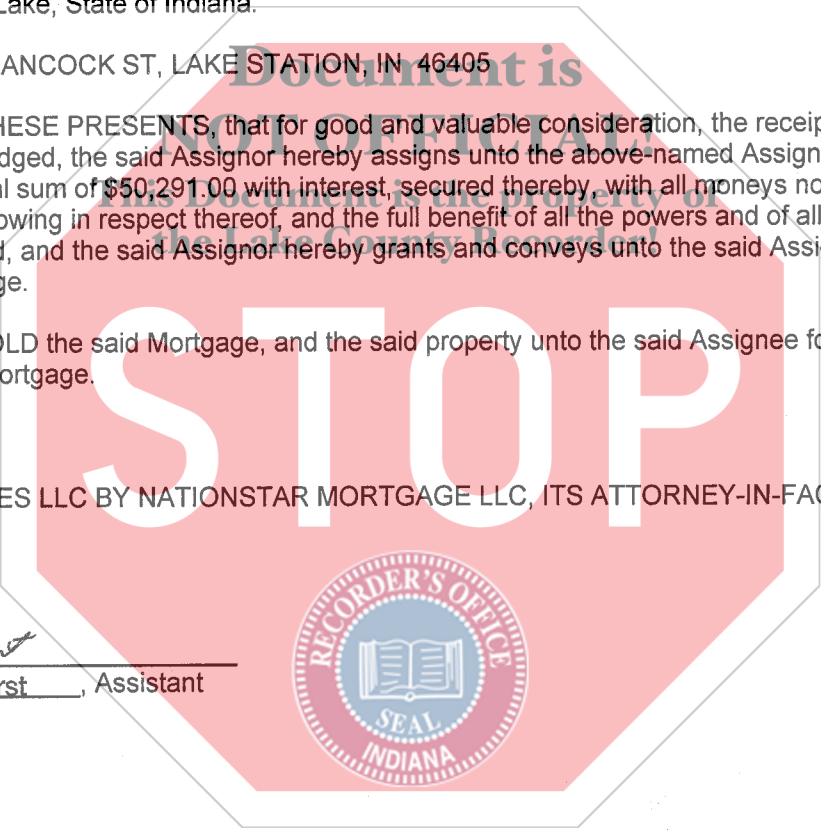 Lake, State of Indiana.
ANCOCK ST, LAKE STATION, IN 46405
Document is
NOT OFFICIAL!
This Document is the property of
the Lake County Recorder!
HESE PRESENTS, that for good and valuable consideration, the receip
dged, the said Assignor hereby assigns unto the above-named Assign
al sum of $50,291.00 with interest, secured thereby, with all moneys no
owing in respect thereof, and the full benefit of all the powers and of all
d, and the said Assignor hereby grants and conveys unto the said Assi
ge.
OLD the said Mortgage, and the said property unto the said Assignee fo
ortgage.
STOP
ES LLC BY NATIONSTAR MORTGAGE LLC, ITS ATTORNEY-IN-FAC
RECORDER'S OFFICE
SEAL
INDIANA
rst____, Assistant